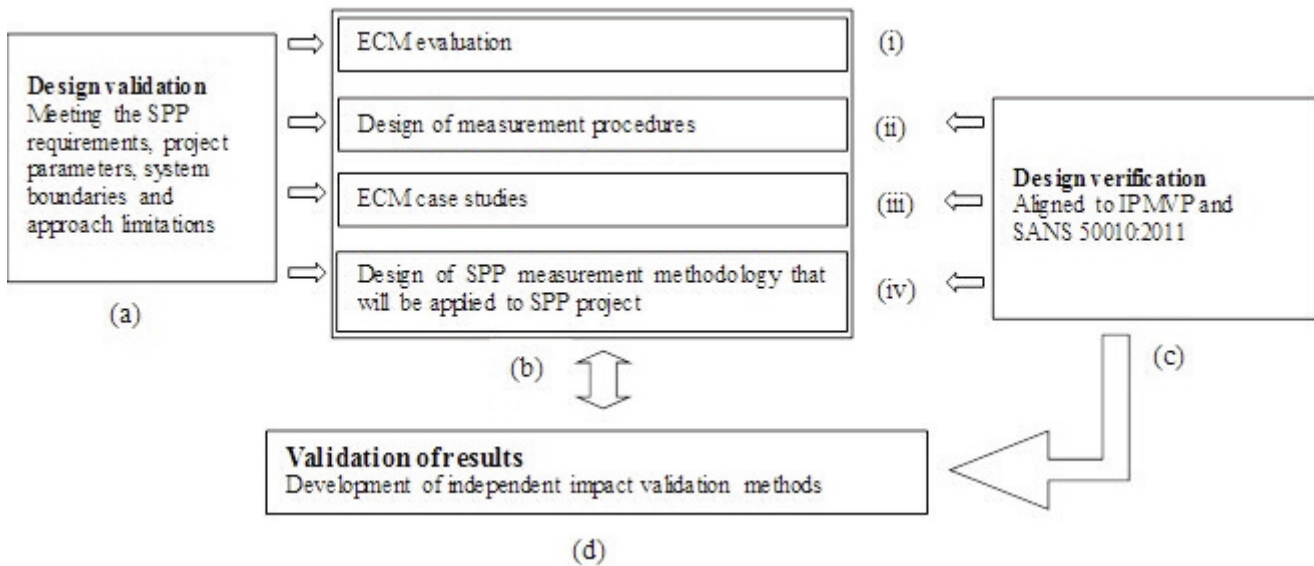 Design validation
Meeting the SPP
requirements, project
parameters, system
boundaries and
approach limitations
(a)
ECM evaluation
(i)
Design of measurement procedures
(ii)
ECM case studies
(iii)
Design of SPP measurement methodology that
will be applied to SPP project
(iv)
(b)
Design verification
Aligned to IPMVP and
SANS 50010:2011
(c)
Validation of results
Development of independent impact validation methods
(d)